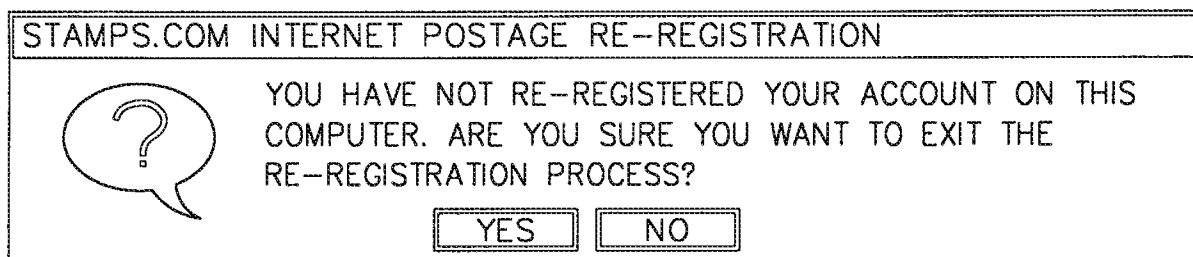 STAMPS.COM INTERNET POSTAGE RE-REGISTRATION
?
YOU HAVE NOT RE-REGISTERED YOUR ACCOUNT ON THIS
COMPUTER. ARE YOU SURE YOU WANT TO EXIT THE
RE-REGISTRATION PROCESS?
YES NO